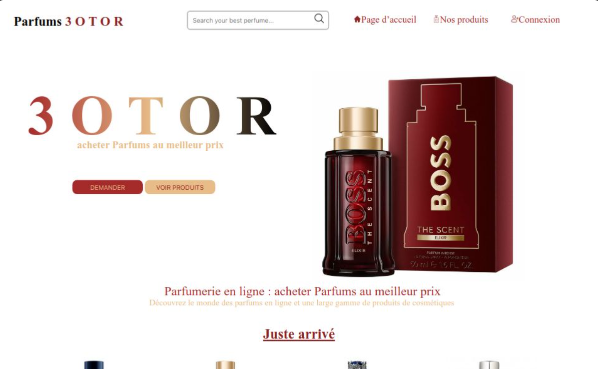 Parfums 3 O T O R
Search your best perfume...
Page d’accueil
Nos produits
Connexion
3 O T O R
acheter Parfums au meilleur prix
DEMANDER
VOIR PRODUITS
BOSS
THE SCENT
ELIXIR
BOSS
THE SCENT
ELIXIR
Parfumerie en ligne : acheter Parfums au meilleur prix
Découvrez le monde des parfums en ligne et une large gamme de produits de cosmétiques
Juste arrivé